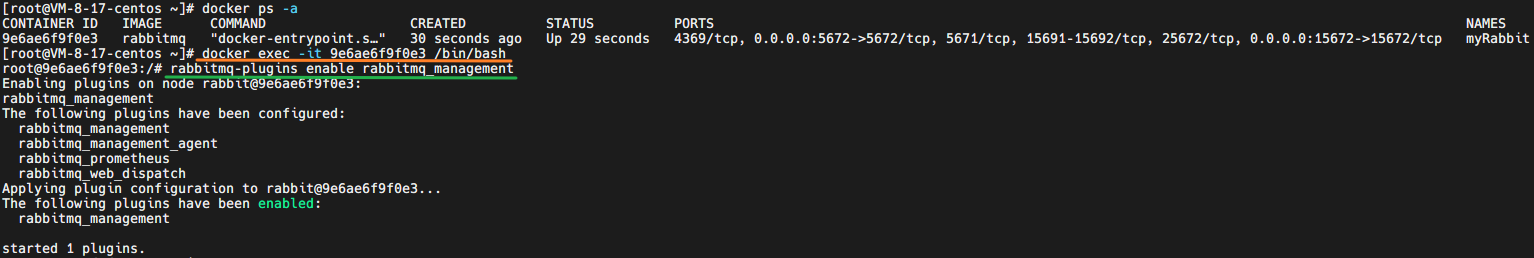 [root@VM-8-17-centos ~]# docker ps -a
CONTAINER ID   IMAGE      COMMAND                  CREATED          STATUS          PORTS                                                                                               NAMES
9e6ae6f9f0e3   rabbitmq   "docker-entrypoint.s…"   30 seconds ago   Up 29 seconds   4369/tcp, 0.0.0.0:5672->5672/tcp, 5671/tcp, 15691-15692/tcp, 25672/tcp, 0.0.0.0:15672->15672/tcp   myRabbit
[root@VM-8-17-centos ~]# docker exec -it 9e6ae6f9f0e3 /bin/bash
root@9e6ae6f9f0e3:/# rabbitmq-plugins enable rabbitmq_management
Enabling plugins on node rabbit@9e6ae6f9f0e3:
rabbitmq_management
The following plugins have been configured:
  rabbitmq_management
  rabbitmq_management_agent
  rabbitmq_prometheus
  rabbitmq_web_dispatch
Applying plugin configuration to rabbit@9e6ae6f9f0e3...
The following plugins have been enabled:
  rabbitmq_management

started 1 plugins.